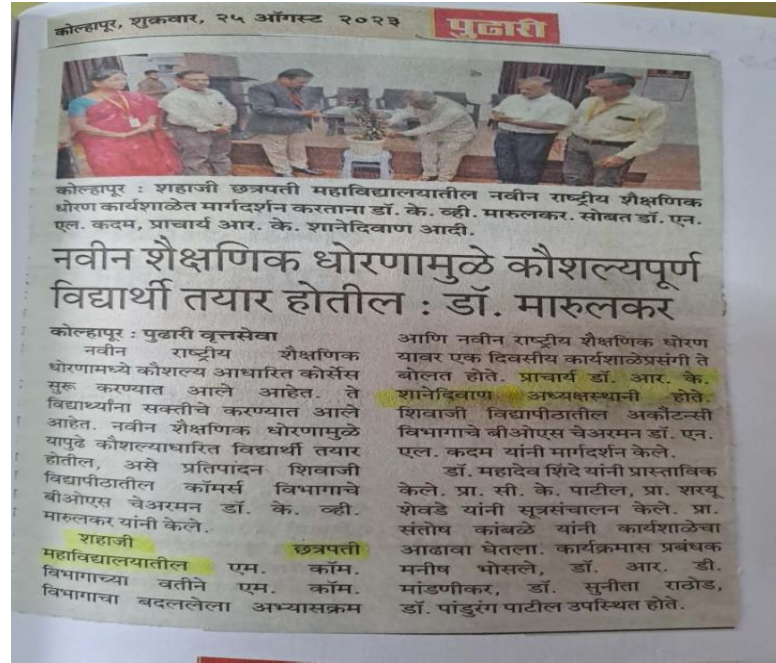 कोल्हापूर, शुक्रवार, २५ ऑगस्ट २०२३
पुढारी
कोल्हापूर : शहाजी छत्रपती महाविद्यालयातील नवीन राष्ट्रीय शैक्षणिक
धोरण कार्यशाळेत मार्गदर्शन करताना डॉ. के. व्ही. मारुलकर. सोबत डॉ. एन.
एल. कदम, प्राचार्य आर. के. शानेदिवाण आदी.
नवीन शैक्षणिक धोरणामुळे कौशल्यपूर्ण
विद्यार्थी तयार होतील : डॉ. मारुलकर
कोल्हापूर : पुढारी वृत्तसेवा
नवीन राष्ट्रीय शैक्षणिक
धोरणामध्ये कौशल्य आधारित कोर्सेस
सुरू करण्यात आले आहेत. ते
विद्यार्थ्यांना सक्तीचे करण्यात आले
आहेत. नवीन शैक्षणिक धोरणामुळे
यापुढे कौशल्याधारित विद्यार्थी तयार
होतील, असे प्रतिपादन शिवाजी
विद्यापीठातील कॉमर्स विभागाचे
बीओएस चेअरमन डॉ. के. व्ही.
मारुलकर यांनी केले.
शहाजी छत्रपती
महाविद्यालयातील एम. कॉम.
विभागाच्या वतीने एम. कॉम.
विभागाचा बदललेला अभ्यासक्रम
आणि नवीन राष्ट्रीय शैक्षणिक धोरण
यावर एक दिवसीय कार्यशाळेप्रसंगी ते
बोलत होते. प्राचार्य डॉ. आर. के.
शानेदिवाण अध्यक्षस्थानी होते.
शिवाजी विद्यापीठातील अकौंटन्सी
विभागाचे बीओएस चेअरमन डॉ. एन.
एल. कदम यांनी मार्गदर्शन केले.
डॉ. महादेव शिंदे यांनी प्रास्ताविक
केले. प्रा. सी. के. पाटील, प्रा. शरयू
शेवडे यांनी सूत्रसंचालन केले. प्रा.
संतोष कांबळे यांनी कार्यशाळेचा
आढावा घेतला. कार्यक्रमास प्रबंधक
मनीष भोसले, डॉ. आर. डी.
मांडणीकर, डॉ. सुनीता राठोड,
डॉ. पांडुरंग पाटील उपस्थित होते.